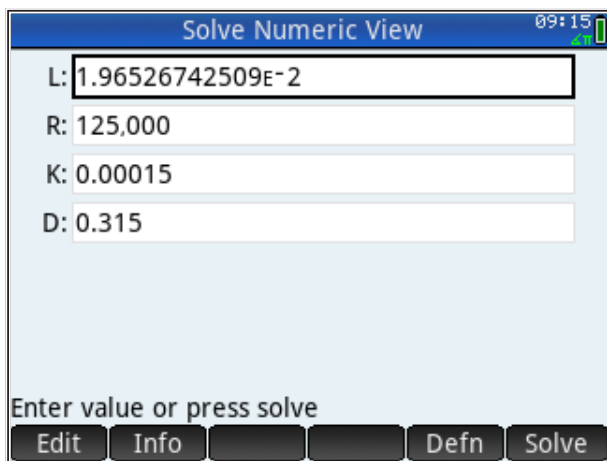 Solve Numeric View 09:15
∠π
L: 1.96526742509E-2
R: 125,000
K: 0.00015
D: 0.315
Enter value or press solve
Edit Info Defn Solve